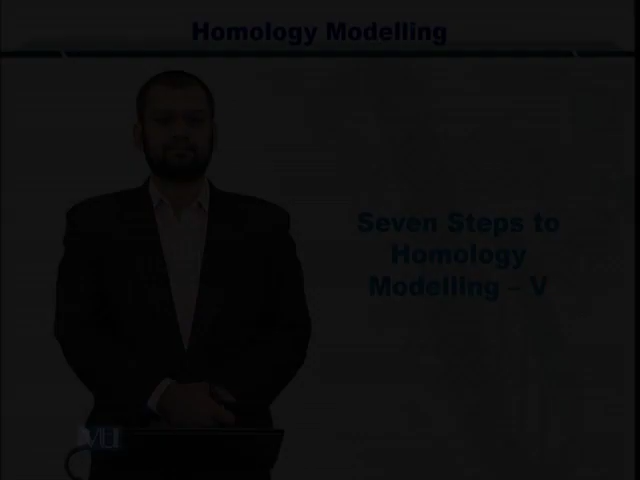 Homology Modelling
Seven Steps to
Homology
Modelling – V